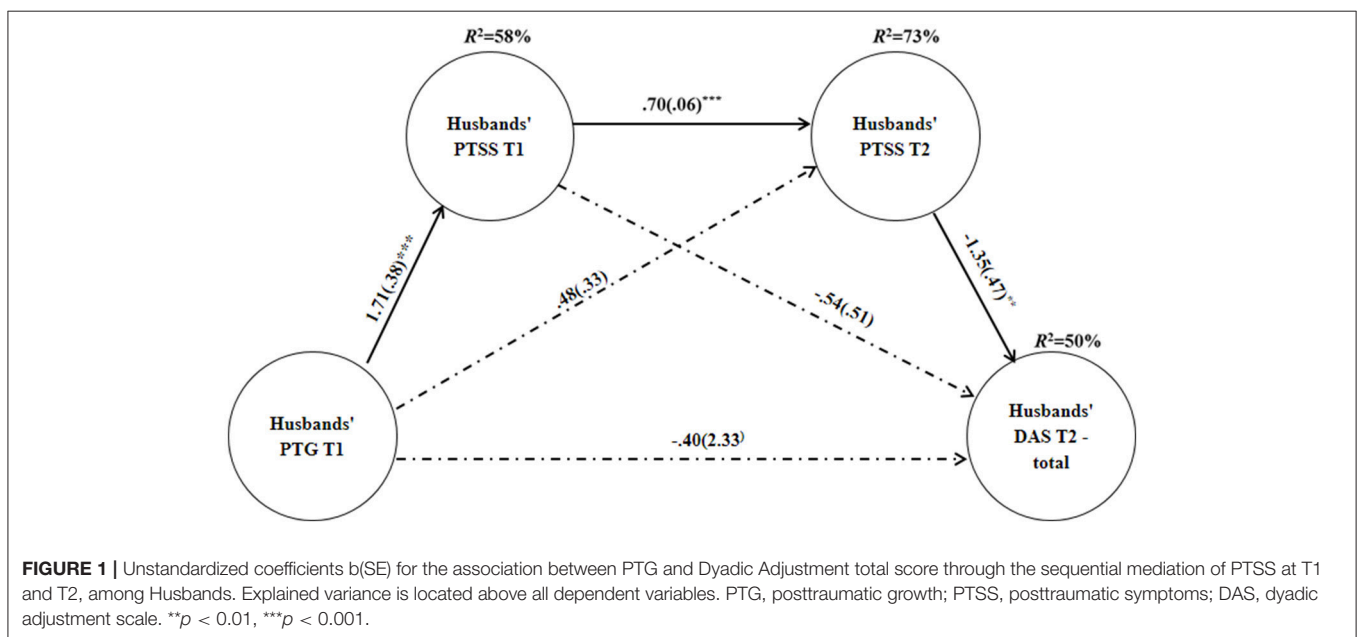 R²=58%
R²=73%
.70(.06)***
Husbands'
PTSS T1
Husbands'
PTSS T2
1.71(.38)***
.48(.33)
-.54(.51)
-1.35(.47)**
R²=50%
Husbands'
PTG T1
-.40(2.33)
Husbands'
DAS T2 -
total
FIGURE 1 | Unstandardized coefficients b(SE) for the association between PTG and Dyadic Adjustment total score through the sequential mediation of PTSS at T1
and T2, among Husbands. Explained variance is located above all dependent variables. PTG, posttraumatic growth; PTSS, posttraumatic symptoms; DAS, dyadic
adjustment scale. **p < 0.01, ***p < 0.001.